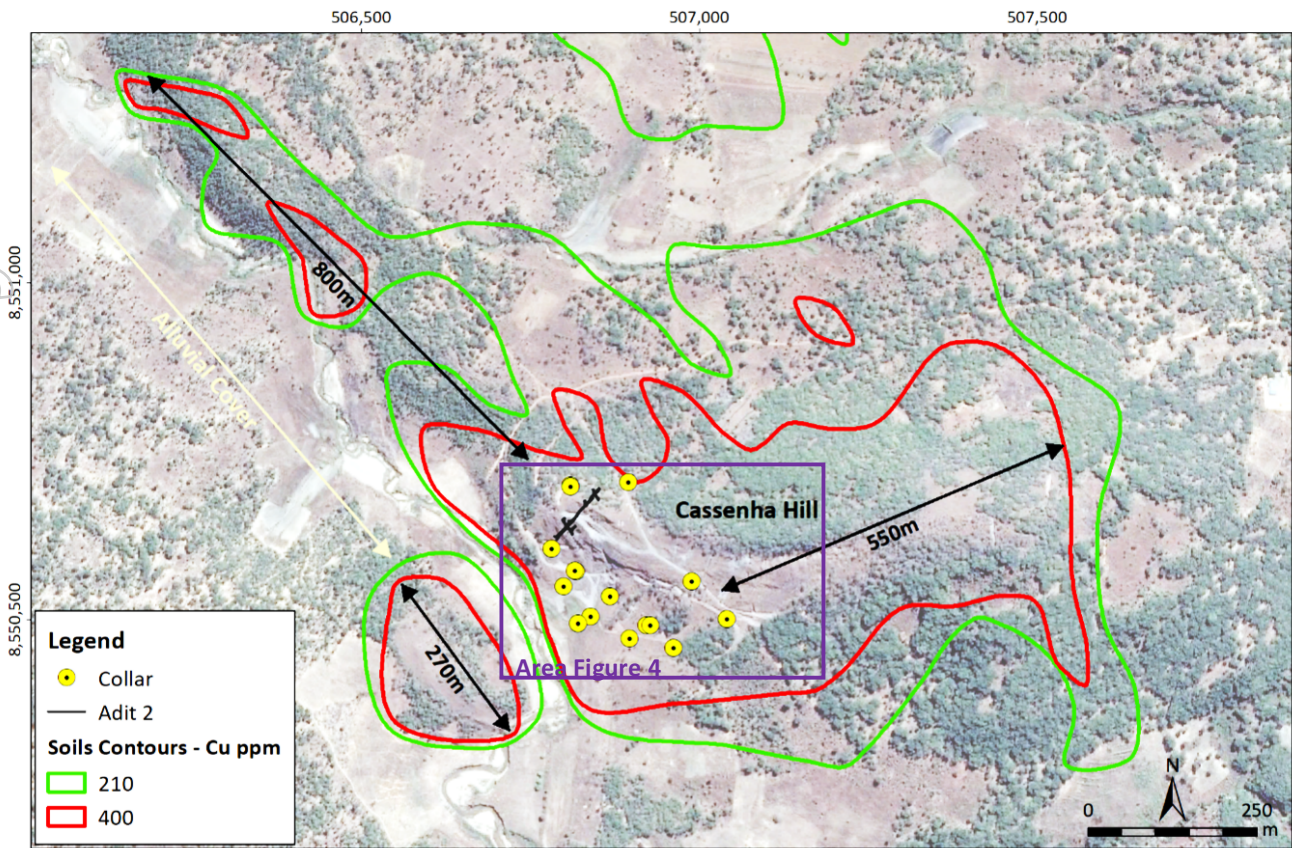 506,500
507,000
507,500
8,551,000
8,550,500
800m
Alluvial Cover
Cassenha Hill
550m
270m
Area Figure 4
Legend
Collar
Adit 2
Soils Contours - Cu ppm
210
400
N
0
250
m